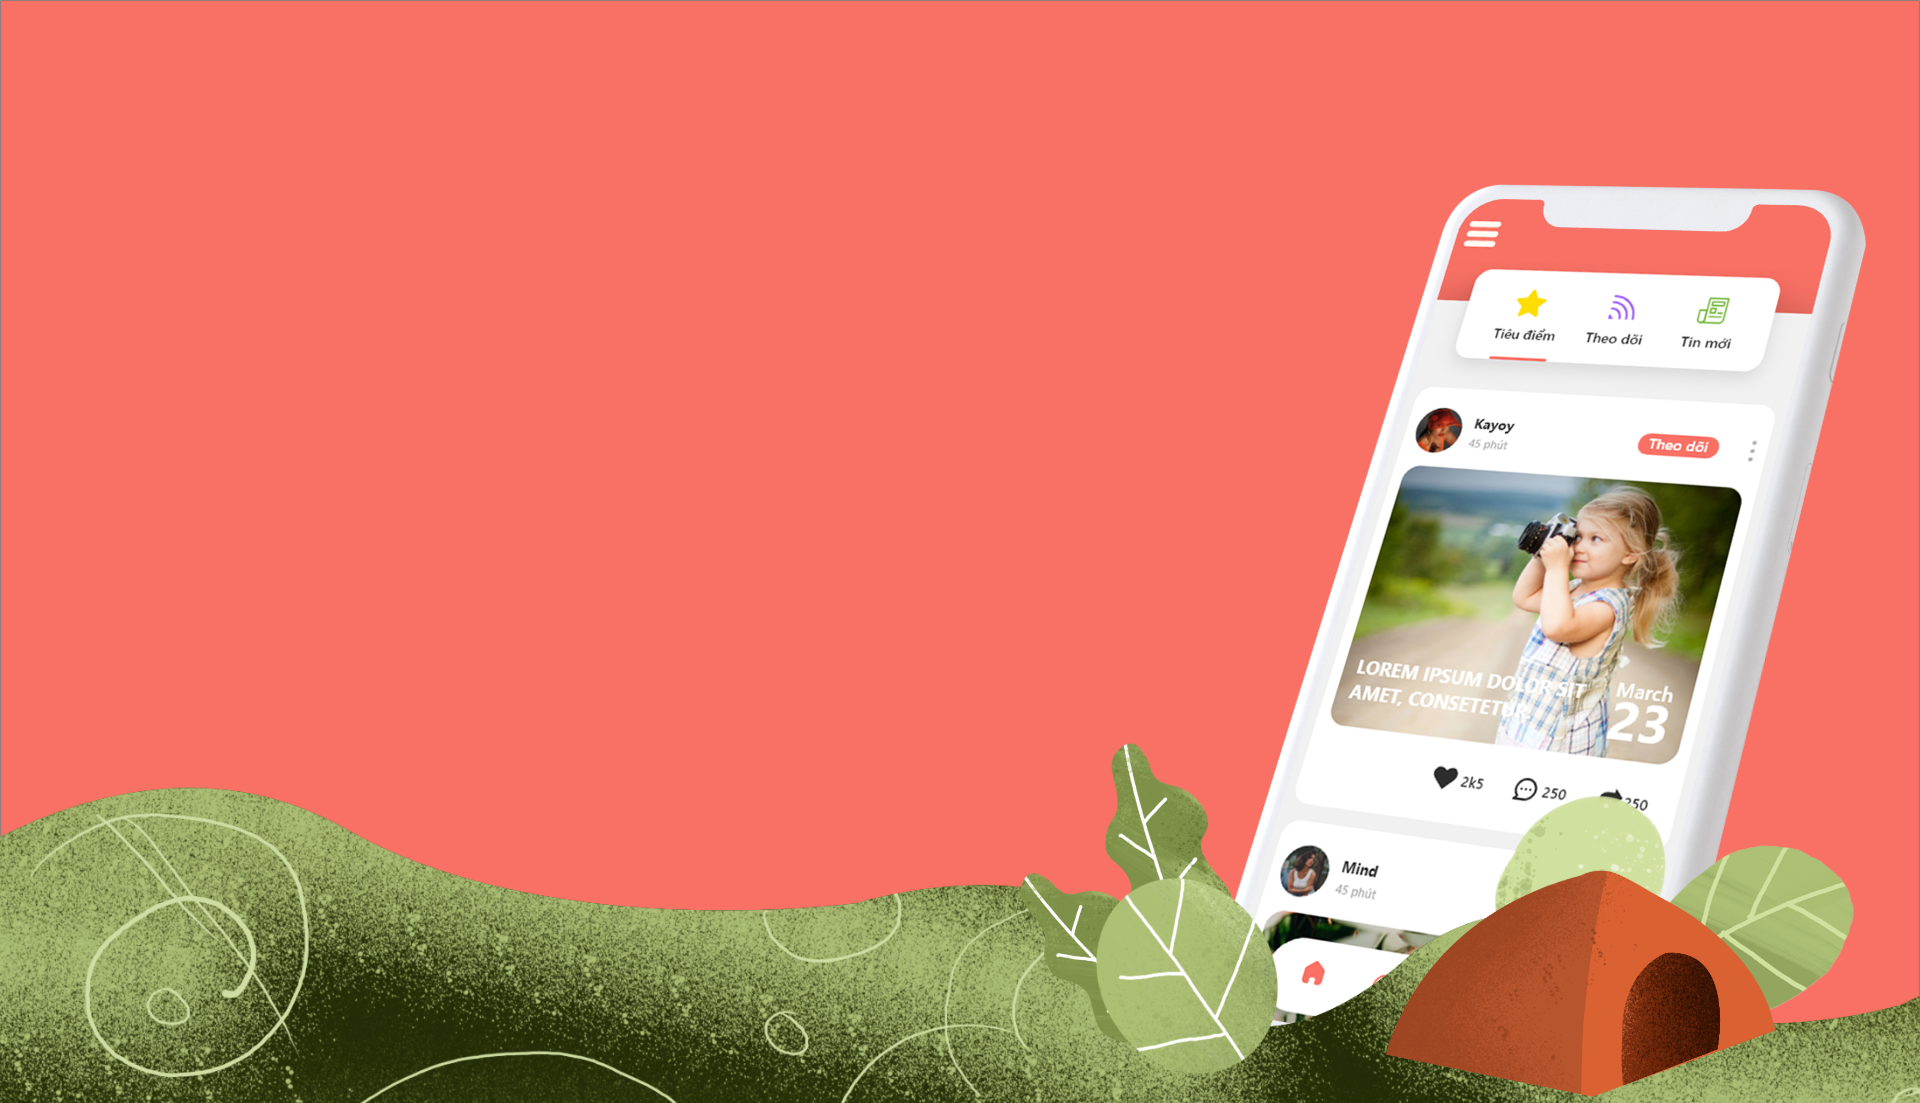 Tiêu điểm
Theo dõi
Tin mới
Kayoy
45 phút
Theo dõi
LOREM IPSUM DOLOR SIT
AMET, CONSETETUR.
March
23
2k5
250
250
Mind
45 phút